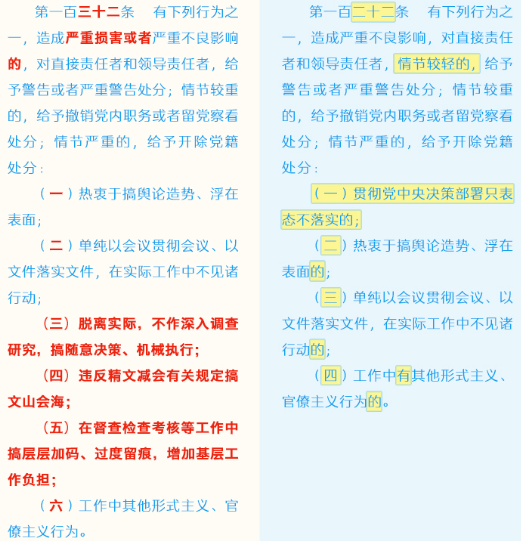 第一百三十二条　有下列行为之
一，造成严重损害或者严重不良影响
的，对直接责任者和领导责任者，给
予警告或者严重警告处分；情节较重
的，给予撤销党内职务或者留党察看
处分；情节严重的，给予开除党籍
处分：
（一）热衷于搞舆论造势、浮在
表面；
（二）单纯以会议贯彻会议、以
文件落实文件，在实际工作中不见诸
行动；
（三）脱离实际，不作深入调查
研究，搞随意决策、机械执行；
（四）违反精文减会有关规定搞
文山会海；
（五）在督查检查考核等工作中
搞层层加码、过度留痕，增加基层工
作负担；
（六）工作中其他形式主义、官
僚主义行为。
第一百二十二条　有下列行为之
一，造成严重不良影响，对直接责任
者和领导责任者，情节较轻的，给予
警告或者严重警告处分；情节较重
的，给予撤销党内职务或者留党察看
处分；情节严重的，给予开除党籍
处分：
（一）贯彻党中央决策部署只表
态不落实的；
（二）热衷于搞舆论造势、浮在
表面的；
（三）单纯以会议贯彻会议、以
文件落实文件，在实际工作中不见诸
行动的；
（四）工作中有其他形式主义、
官僚主义行为的。